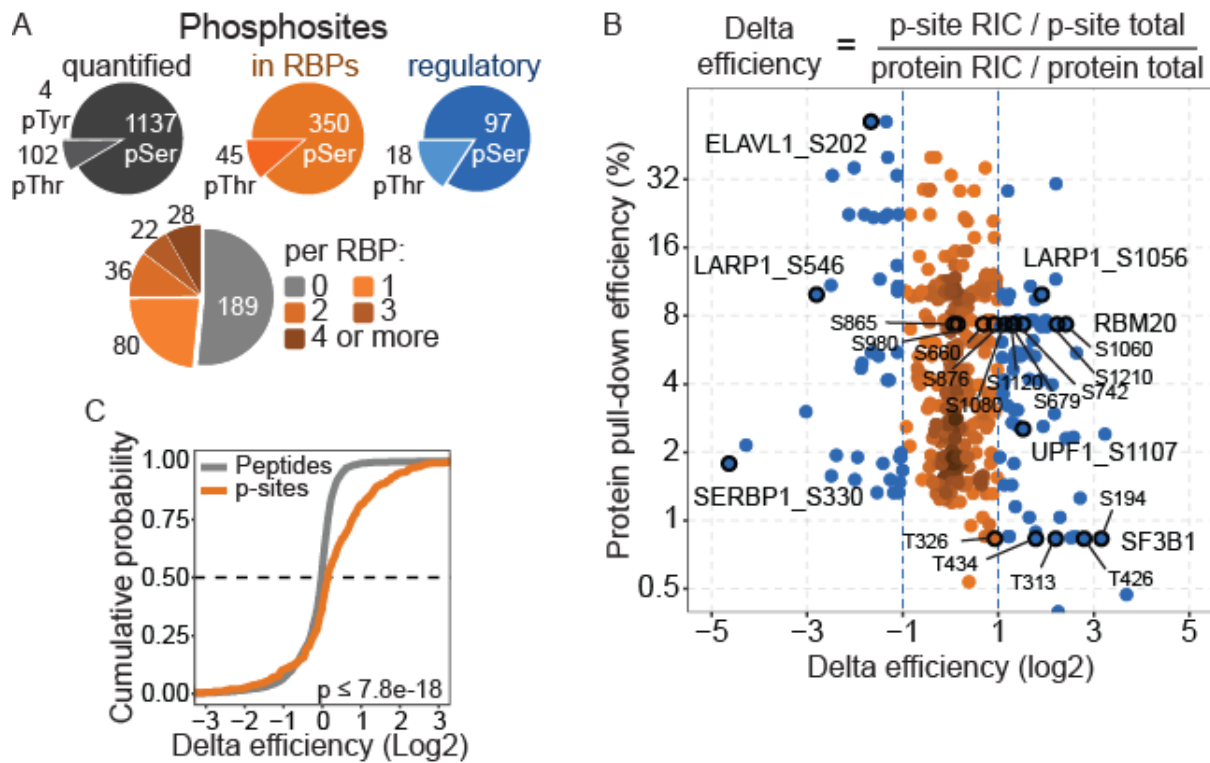 A
Phosphosites
quantified
in RBPs
regulatory
4
pTyr
1137
pSer
102
pThr
350
pSer
45
pThr
97
pSer
18
pThr
28
22
36
80
189
per RBP:
0
1
2
3
4 or more
B
Delta efficiency = p-site RIC / p-site total
protein RIC / protein total
Protein pull-down efficiency (%)
32
16
8
4
2
1
0.5
ELAVL1_S202
LARP1_S546
LARP1_S1056
S865
S980
S660
S876
S1080
S1120
S679
S742
S1210
S1060
RBM20
UPF1_S1107
SERBP1_S330
S194
T326
T434
T313
T426
SF3B1
−5
−3
−1
1
3
5
Delta efficiency (log2)
C
Cumulative probability
1.00
0.75
0.50
0.25
0.00
Peptides
p-sites
p ≤ 7.8e-18
−3
−2
−1
0
1
2
3
Delta efficiency (Log2)